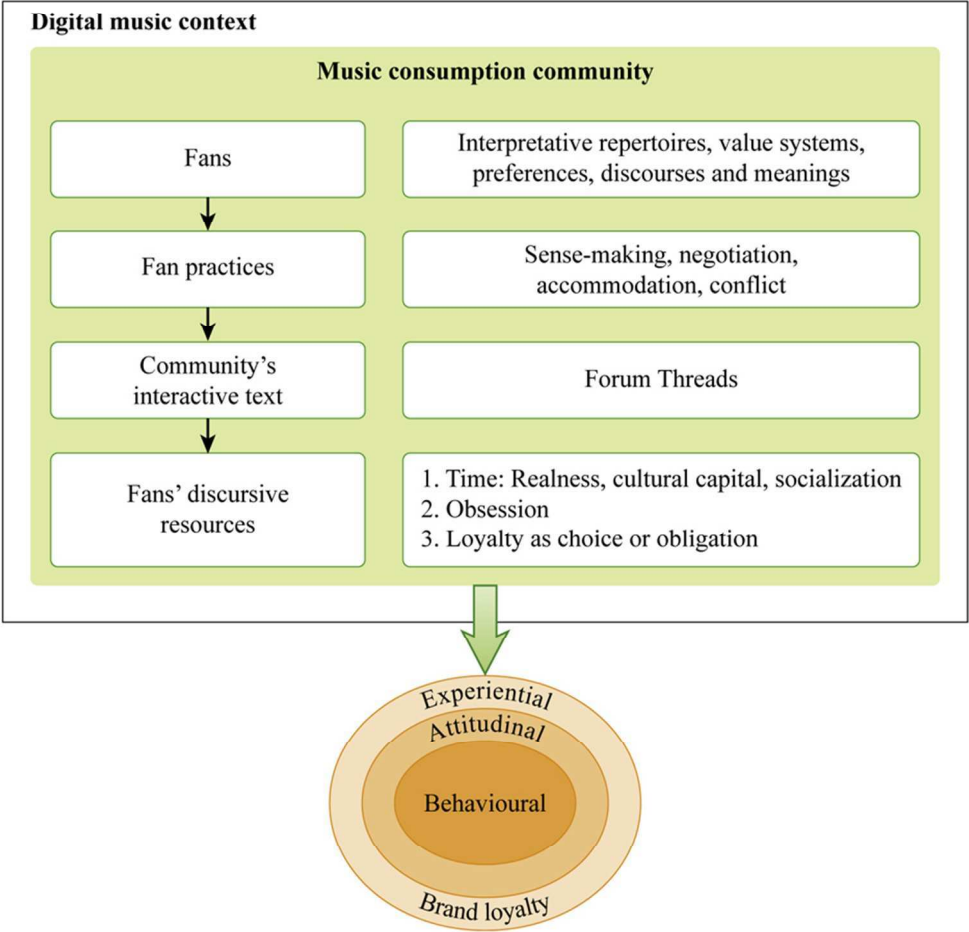 Digital music context
Music consumption community
Fans
Interpretative repertoires, value systems,
preferences, discourses and meanings
Fan practices
Sense-making, negotiation,
accommodation, conflict
Community’s
interactive text
Forum Threads
Fans’ discursive
resources
1. Time: Realness, cultural capital, socialization
2. Obsession
3. Loyalty as choice or obligation
Experiential
Attitudinal
Behavioural
Brand loyalty